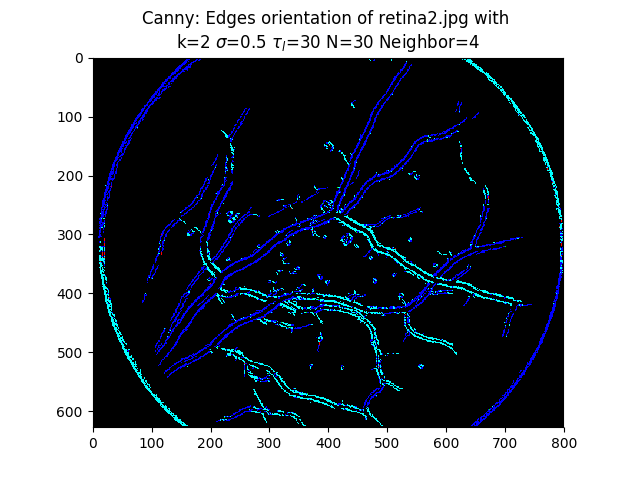 Canny: Edges orientation of retina2.jpg with
k=2 σ=0.5 τ_l=30 N=30 Neighbor=4
0
100
200
300
400
500
600
0 100 200 300 400 500 600 700 800